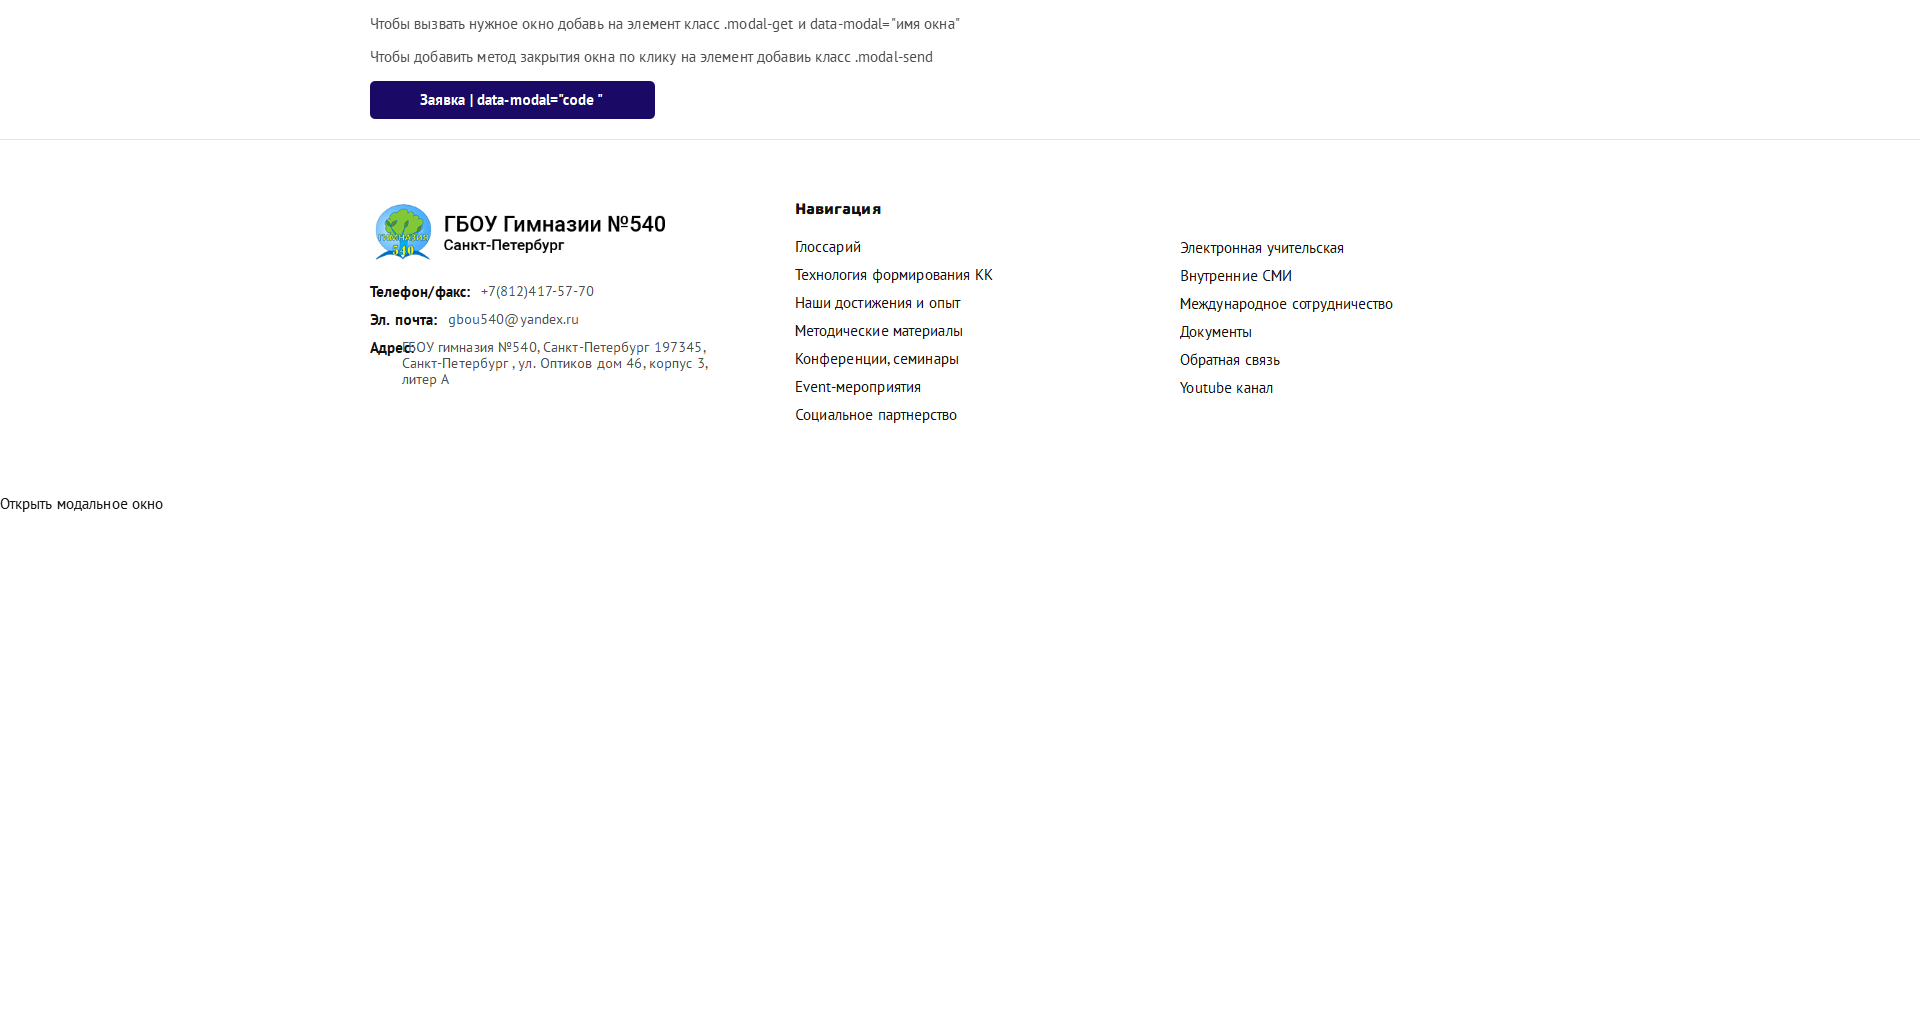 Чтобы вызвать нужное окно добавь на элемент класс .modal-get и data-modal="имя окна"
Чтобы добавить метод закрытия окна по клику на элемент добавиь класс .modal-send
Заявка | data-modal="code "
ГИМНАЗИЯ
540
ГБОУ Гимназии №540
Санкт-Петербург
Телефон/факс: +7(812)417-57-70
Эл. почта: gbou540@yandex.ru
Адрес: ГБОУ гимназия №540, Санкт-Петербург 197345,
Санкт-Петербург , ул. Оптиков дом 46, корпус 3,
литер А
Навигация
Глоссарий
Технология формирования КК
Наши достижения и опыт
Методические материалы
Конференции, семинары
Event-мероприятия
Социальное партнерство
Электронная учительская
Внутренние СМИ
Международное сотрудничество
Документы
Обратная связь
Youtube канал
Открыть модальное окно